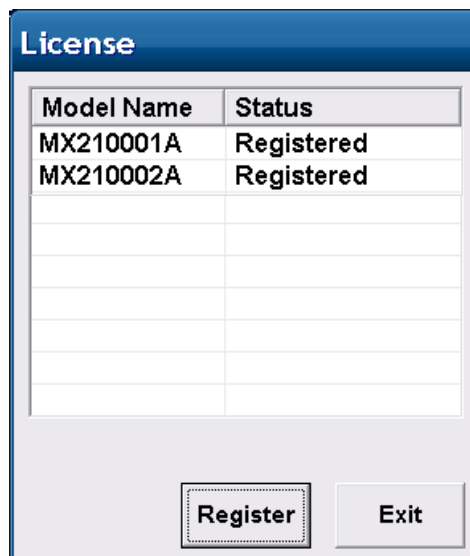 License
Model Name Status
MX210001A Registered
MX210002A Registered
Register Exit